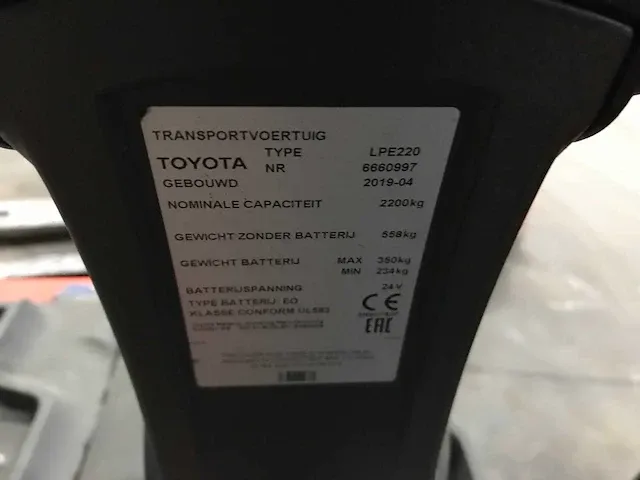 TRANSPORTVOERTUIG
TOYOTA TYPE LPE220
NR 6660997
GEBOUWD 2019-04
NOMINALE CAPACITEIT 2200kg
GEWICHT ZONDER BATTERIJ 558kg
GEWICHT BATTERIJ MAX 350kg
MIN 234kg
BATTERIJSPANNING 24 V
TYPE BATTERIJ: EO
KLASSE CONFORM UL583
CE
EAC